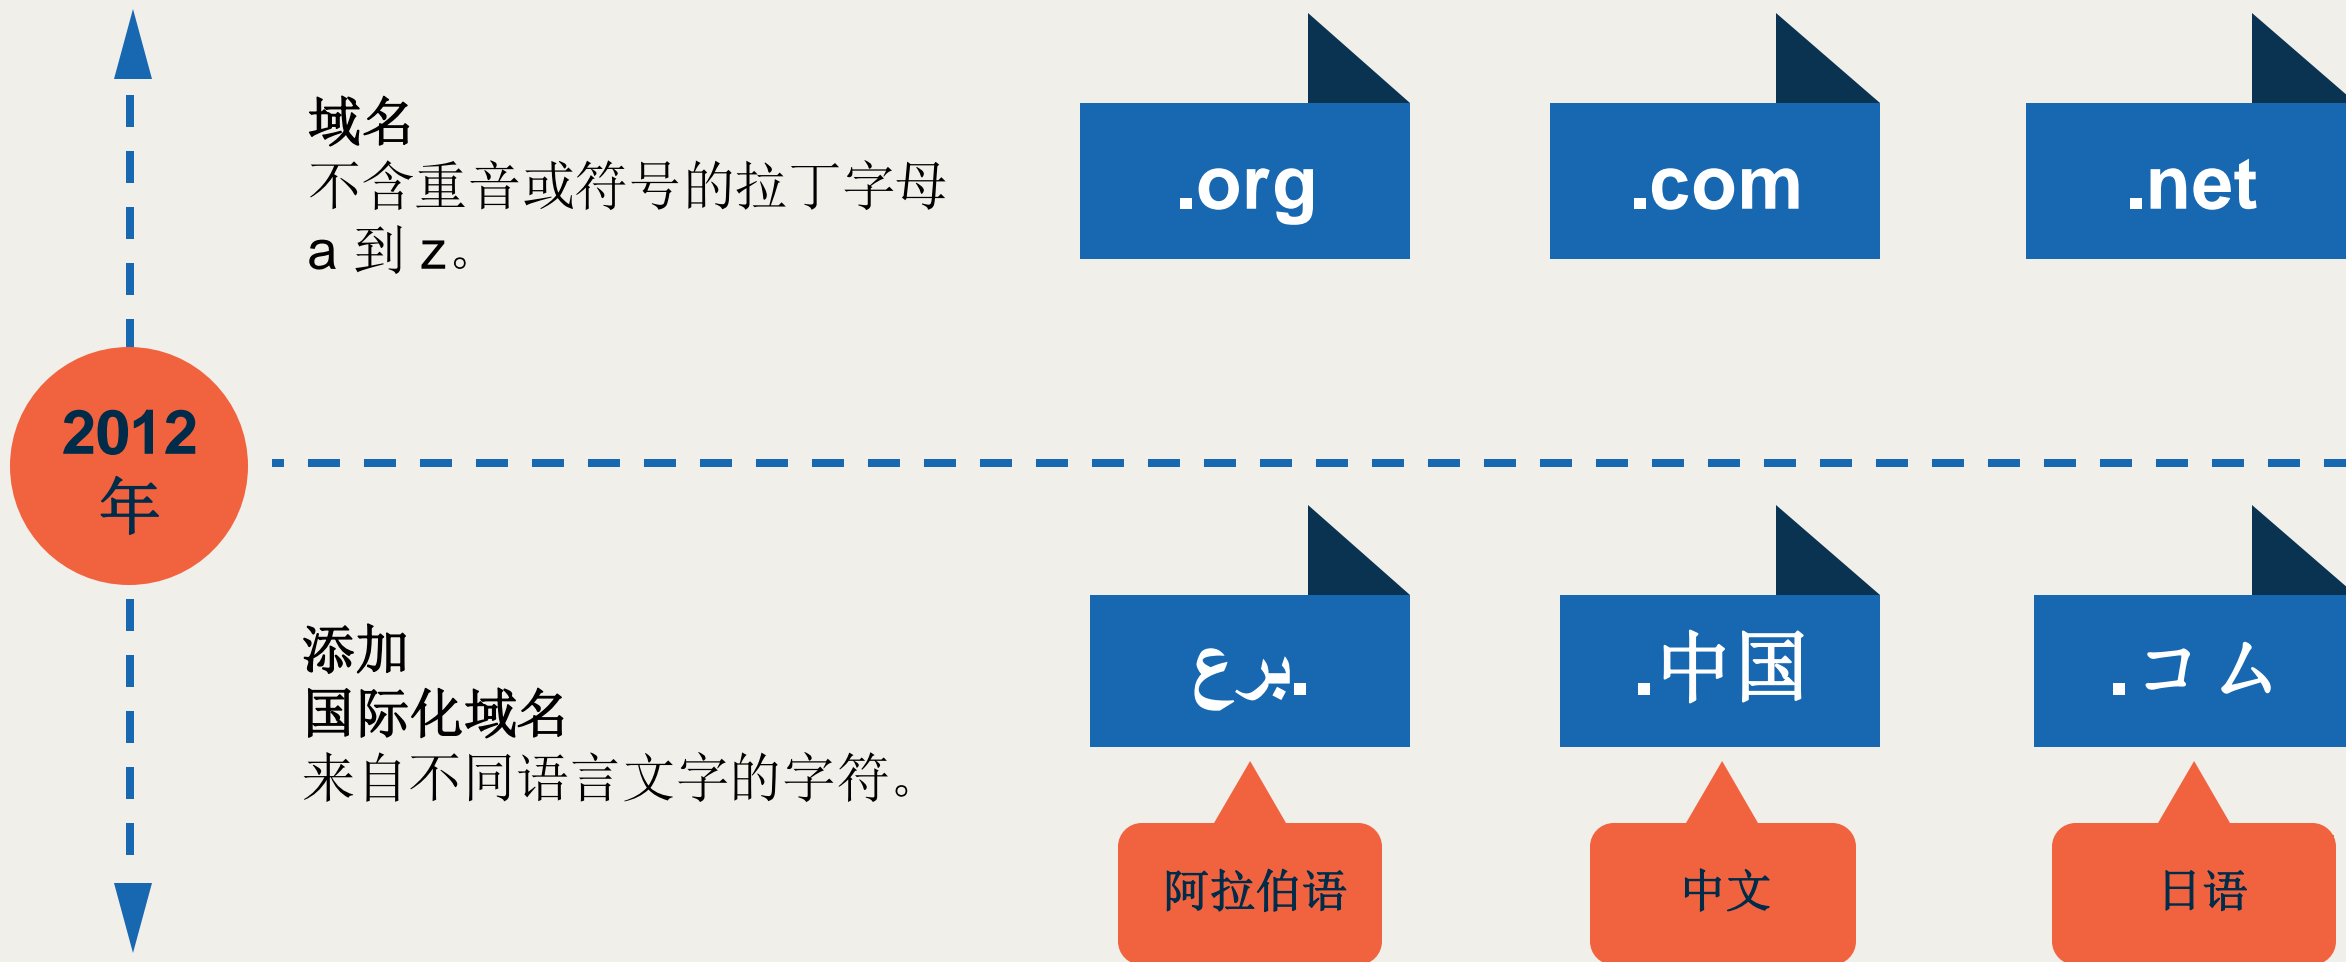 域名
不含重音或符号的拉丁字母
a 到 z。
.org
.com
.net
2012
年
添加
国际化域名
来自不同语言文字的字符。
.برع
.中国
.コム
阿拉伯语
中文
日语